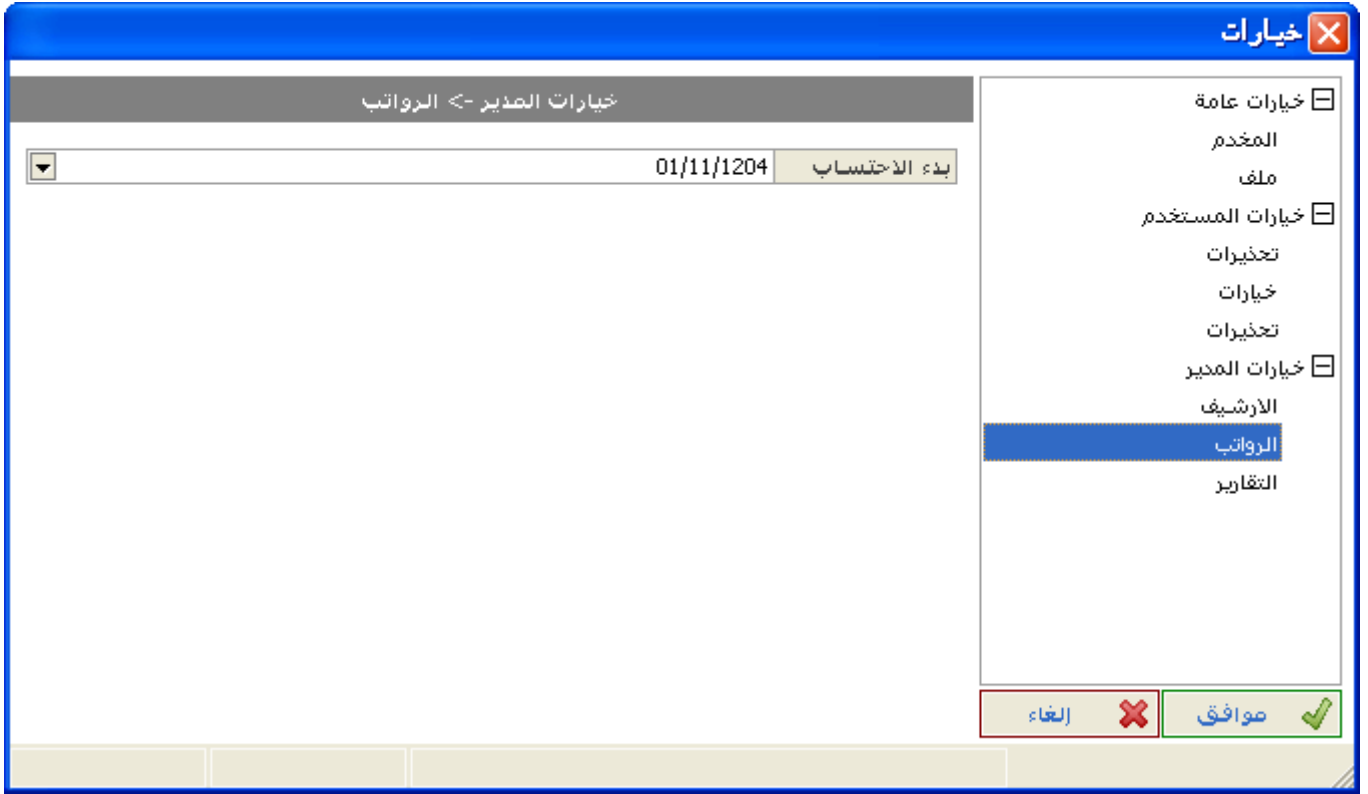 خيارات
خيارات عامة
المخدم
ملف
خيارات المستخدم
تحذيرات
خيارات
تحذيرات
خيارات المدير
الارشيف
الرواتب
التقارير
خيارات المدير -> الرواتب
بدء الاحتساب 01/11/1204
موافق
إلغاء